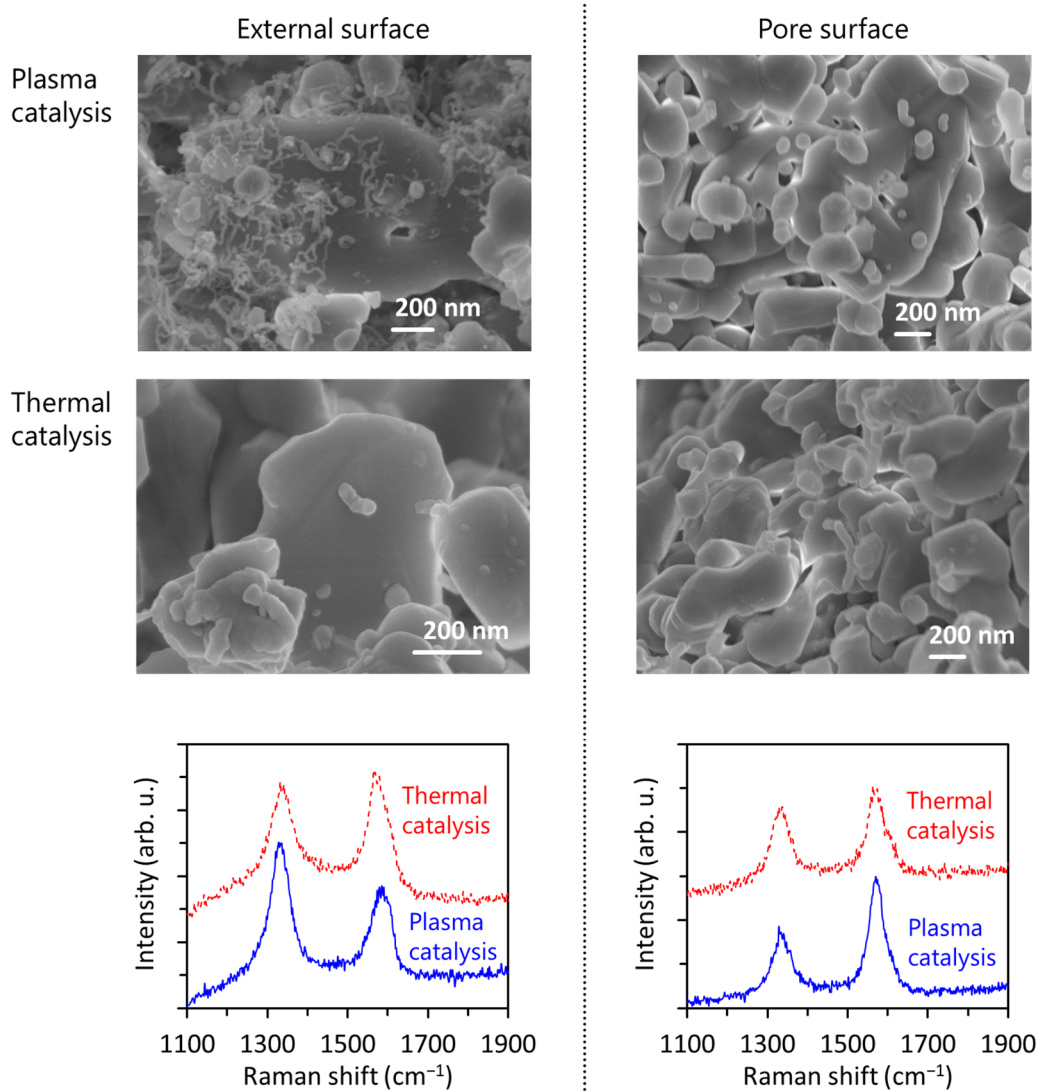 External surface
Pore surface
Plasma
catalysis
200 nm
200 nm
Thermal
catalysis
200 nm
200 nm
Intensity (arb. u.)
Thermal
catalysis
Plasma
catalysis
1100 1300 1500 1700 1900
Raman shift (cm⁻¹)
Intensity (arb. u.)
Thermal
catalysis
Plasma
catalysis
1100 1300 1500 1700 1900
Raman shift (cm⁻¹)